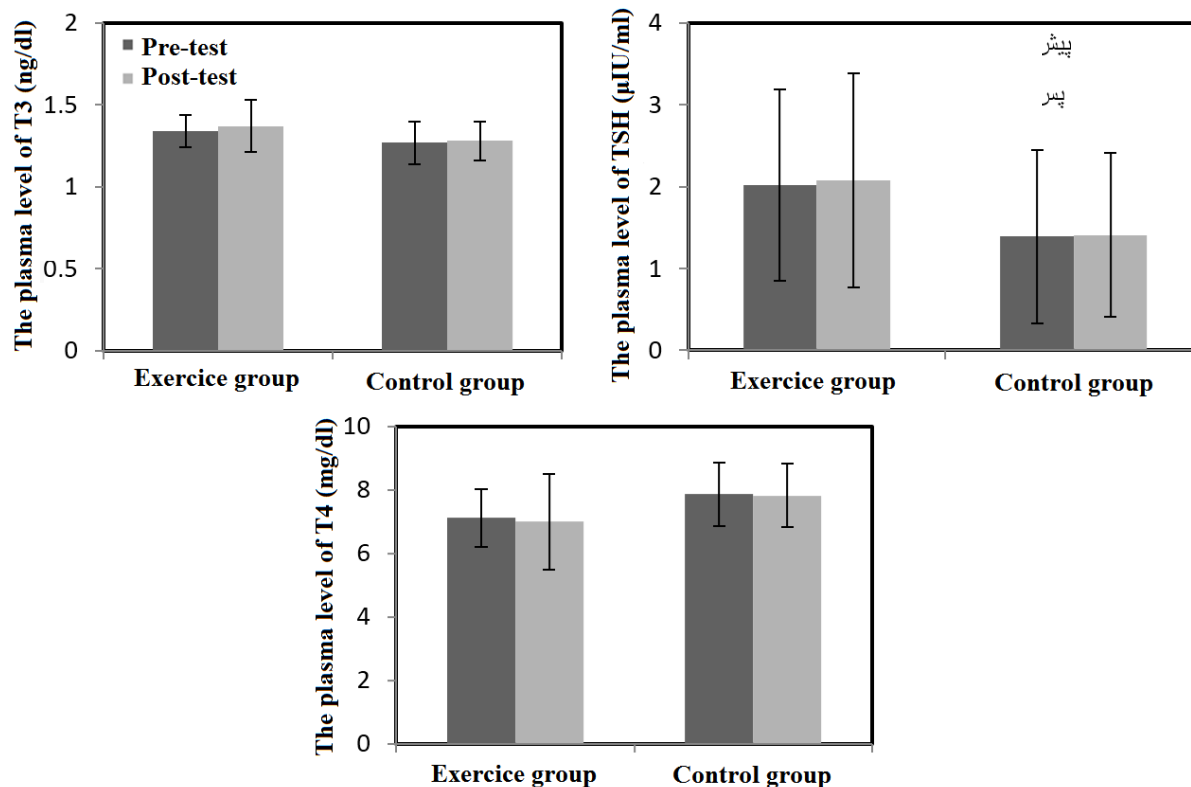 The plasma level of T3 (ng/dl)
2
1.5
1
0.5
0
Pre-test
Post-test
Exercice group
Control group
The plasma level of TSH (µIU/ml)
4
3
2
1
0
Exercice group
Control group
The plasma level of T4 (mg/dl)
10
8
6
4
2
0
Exercice group
Control group